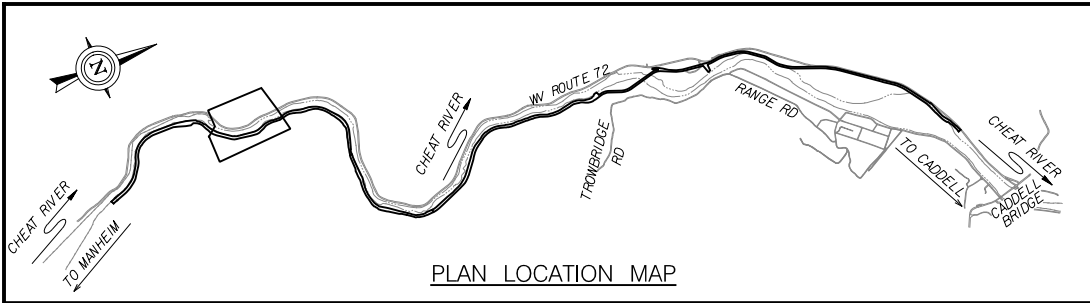 N
WV ROUTE 72
RANGE RD
CHEAT RIVER
TROWBRIDGE
RD
CHEAT RIVER
TO CADDELL
CADDELL
BRIDGE
CHEAT RIVER
TO MANHEIM
PLAN LOCATION MAP